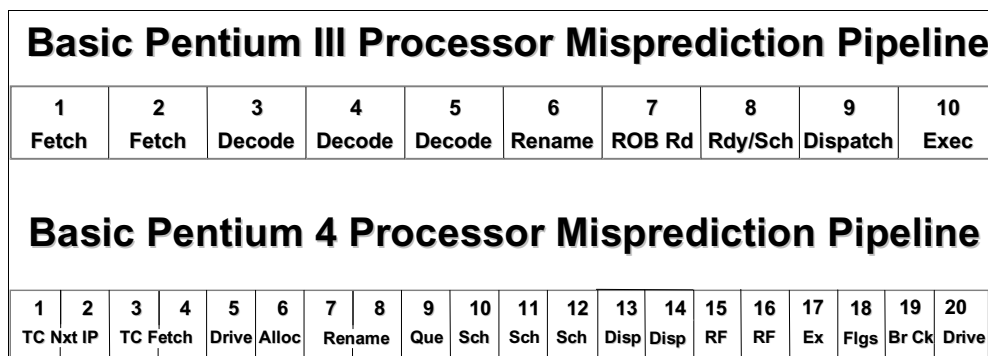 Basic Pentium III Processor Misprediction Pipeline
1 2 3 4 5 6 7 8 9 10
Fetch Fetch Decode Decode Decode Rename ROB Rd Rdy/Sch Dispatch Exec
Basic Pentium 4 Processor Misprediction Pipeline
1 2 3 4 5 6 7 8 9 10 11 12 13 14 15 16 17 18 19 20
TC Nxt IP TC Fetch Drive Alloc Rename Que Sch Sch Sch Disp Disp RF RF Ex Flgs Br Ck Drive